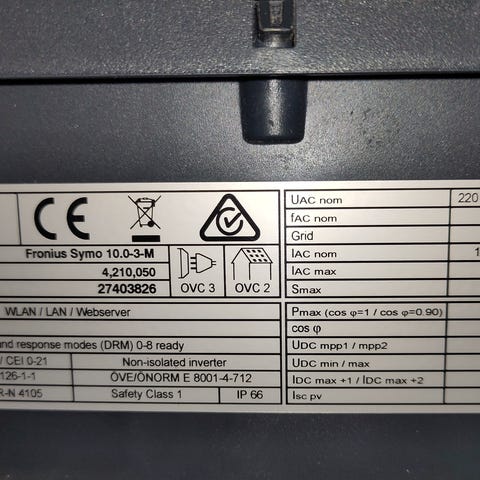 CE
Fronius Symo 10.0-3-M
4,210,050
27403826
OVC 3
OVC 2
WLAN / LAN / Webserver
nd response modes (DRM) 0-8 ready
/ CEI 0-21
Non-isolated inverter
126-1-1
ÖVE/ÖNORM E 8001-4-712
R-N 4105
Safety Class 1
IP 66
UAC nom
220
fAC nom
Grid
IAC nom
1
IAC max
Smax
Pmax (cos φ=1 / cos φ=0.90)
cos φ
UDC mpp1 / mpp2
UDC min / max
IDC max +1 / IDC max +2
Isc pv